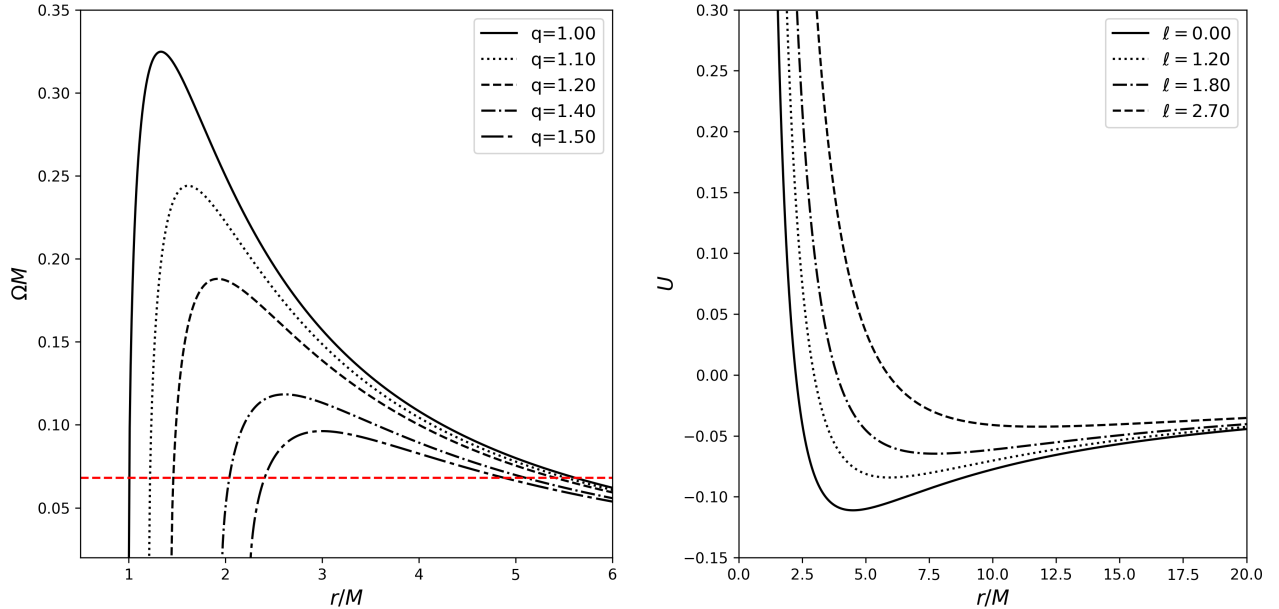 0.35
0.30
0.25
0.20
0.15
0.10
0.05
ΩM
1 2 3 4 5 6
r/M
q=1.00
q=1.10
q=1.20
q=1.40
q=1.50
0.30
0.25
0.20
0.15
0.10
0.05
0.00
−0.05
−0.10
−0.15
U
0.0 2.5 5.0 7.5 10.0 12.5 15.0 17.5 20.0
r/M
ℓ = 0.00
ℓ = 1.20
ℓ = 1.80
ℓ = 2.70